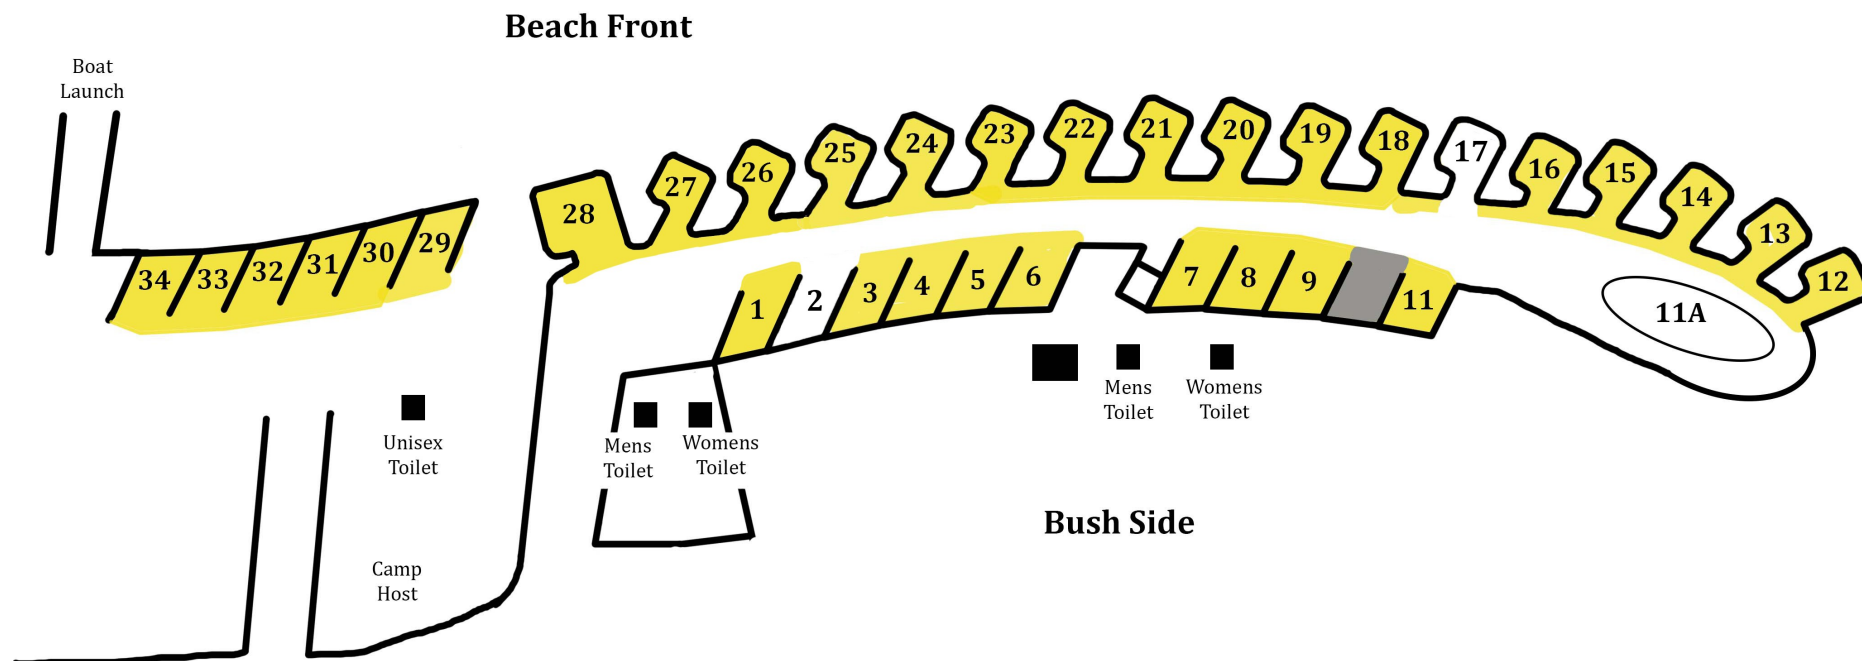 Beach Front
Boat
Launch
34
33
32
31
30
29
28
27
26
25
24
23
22
21
20
19
18
17
16
15
14
13
12
11A
1
2
3
4
5
6
7
8
9
11
Mens
Toilet
Womens
Toilet
Unisex
Toilet
Mens
Toilet
Womens
Toilet
Bush Side
Camp
Host